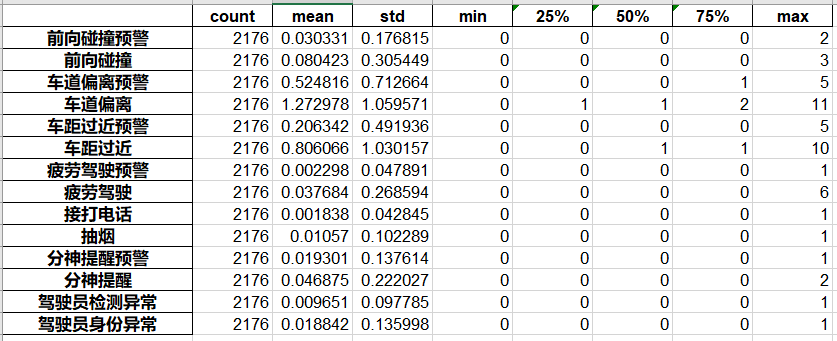 count mean std min 25% 50% 75% max
前向碰撞预警 2176 0.030331 0.176815 0 0 0 0 2
前向碰撞 2176 0.080423 0.305449 0 0 0 0 3
车道偏离预警 2176 0.524816 0.712664 0 0 0 1 5
车道偏离 2176 1.272978 1.059571 0 1 1 2 11
车距过近预警 2176 0.206342 0.491936 0 0 0 0 5
车距过近 2176 0.806066 1.030157 0 0 1 1 10
疲劳驾驶预警 2176 0.002298 0.047891 0 0 0 0 1
疲劳驾驶 2176 0.037684 0.268594 0 0 0 0 6
接打电话 2176 0.001838 0.042845 0 0 0 0 1
抽烟 2176 0.01057 0.102289 0 0 0 0 1
分神提醒预警 2176 0.019301 0.137614 0 0 0 0 1
分神提醒 2176 0.046875 0.222027 0 0 0 0 2
驾驶员检测异常 2176 0.009651 0.097785 0 0 0 0 1
驾驶员身份异常 2176 0.018842 0.135998 0 0 0 0 1